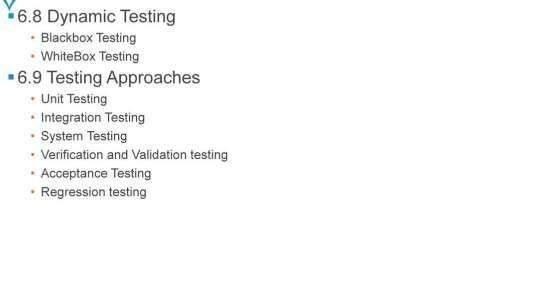 6.8 Dynamic Testing
Blackbox Testing
WhiteBox Testing
6.9 Testing Approaches
Unit Testing
Integration Testing
System Testing
Verification and Validation testing
Acceptance Testing
Regression testing